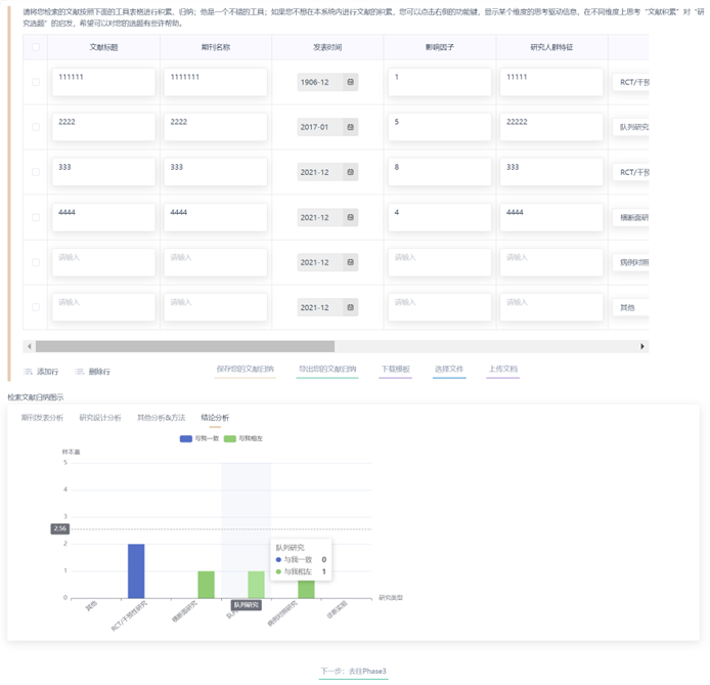 请将您检索的文献按照下面的工具表格进行积累、归纳;他是一个不错的工具;如果您不想在本系统内进行文献的积累,您可以点击右侧的功能键,显示某个维度的思考驱动信息,在不同维度上思考“文献积累”对“研
究选题”的启发,希望可以对您的选题有些许帮助。
文献标题 期刊名称 发表时间 影响因子 研究人群特征
111111 1111111 1906-12 1 11111 RCT/干预
2222 2222 2017-01 5 22222 队列研究
333 333 2021-12 8 333 RCT/干预
4444 4444 2021-12 4 4444 横断面研
请输入 请输入 2021-12 请输入 请输入 病例对照
请输入 请输入 2021-12 请输入 请输入 其他
添加行 删除行 保存您的文献归纳 导出您的文献归纳 下载模板 选择文件 上传文档
检索文献归纳图示
期刊发表分析 研究设计分析 其他分析&方法 结论分析
与我一致 与我相左
样本量
5
4
3
2.56
2
队列研究
与我一致 0
与我相左 1
1
0
其他 RCT/干预性研究 横断面研究 队列研究 病例对照研究 诊断实验 研究类型
下一步:去往Phase3